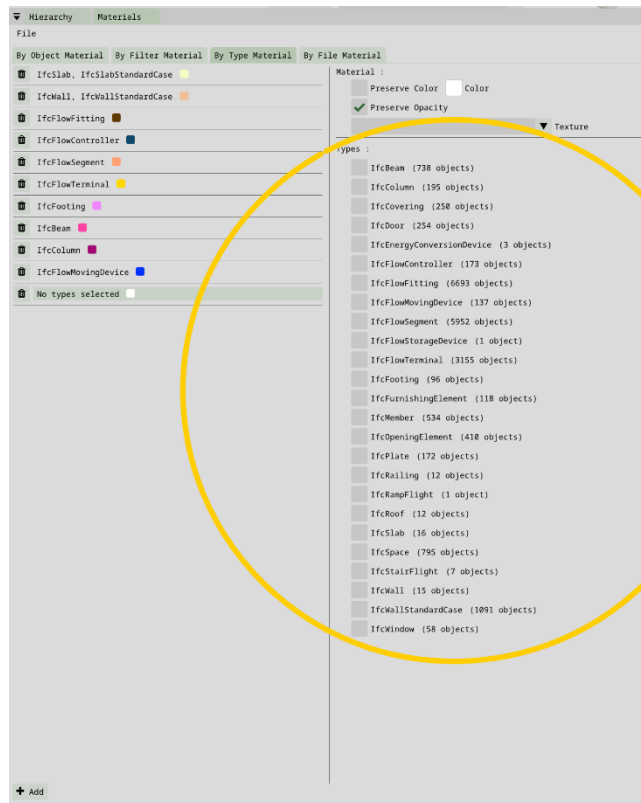 Hierarchy Materials
File
By Object Material By Filter Material By Type Material By File Material
IfcSlab, IfcSlabStandardCase
IfcWall, IfcWallStandardCase
IfcFlowFitting
IfcFlowController
IfcFlowSegment
IfcFlowTerminal
IfcFooting
IfcBeam
IfcColumn
IfcFlowMovingDevice
No types selected
+ Add
Material :
Preserve Color Color
Preserve Opacity
Texture
Types :
IfcBeam (738 objects)
IfcColumn (195 objects)
IfcCovering (250 objects)
IfcDoor (254 objects)
IfcEnergyConversionDevice (3 objects)
IfcFlowController (173 objects)
IfcFlowFitting (6693 objects)
IfcFlowMovingDevice (137 objects)
IfcFlowSegment (5952 objects)
IfcFlowStorageDevice (1 object)
IfcFlowTerminal (3155 objects)
IfcFooting (96 objects)
IfcFurnishingElement (118 objects)
IfcMember (534 objects)
IfcOpeningElement (410 objects)
IfcPlate (172 objects)
IfcRailing (12 objects)
IfcRampFlight (1 object)
IfcRoof (12 objects)
IfcSlab (16 objects)
IfcSpace (795 objects)
IfcStairFlight (7 objects)
IfcWall (15 objects)
IfcWallStandardCase (1091 objects)
IfcWindow (58 objects)